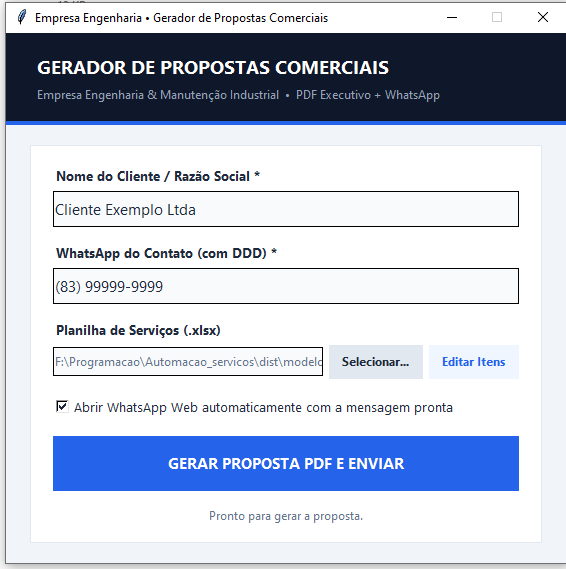 Empresa Engenharia • Gerador de Propostas Comerciais
GERADOR DE PROPOSTAS COMERCIAIS
Empresa Engenharia & Manutenção Industrial • PDF Executivo + WhatsApp
Nome do Cliente / Razão Social *
Cliente Exemplo Ltda
WhatsApp do Contato (com DDD) *
(83) 99999-9999
Planilha de Serviços (.xlsx)
F:\Programacao\Automacao_servicos\dist\modelo Selecionar... Editar Itens
Abrir WhatsApp Web automaticamente com a mensagem pronta
GERAR PROPOSTA PDF E ENVIAR
Pronto para gerar a proposta.